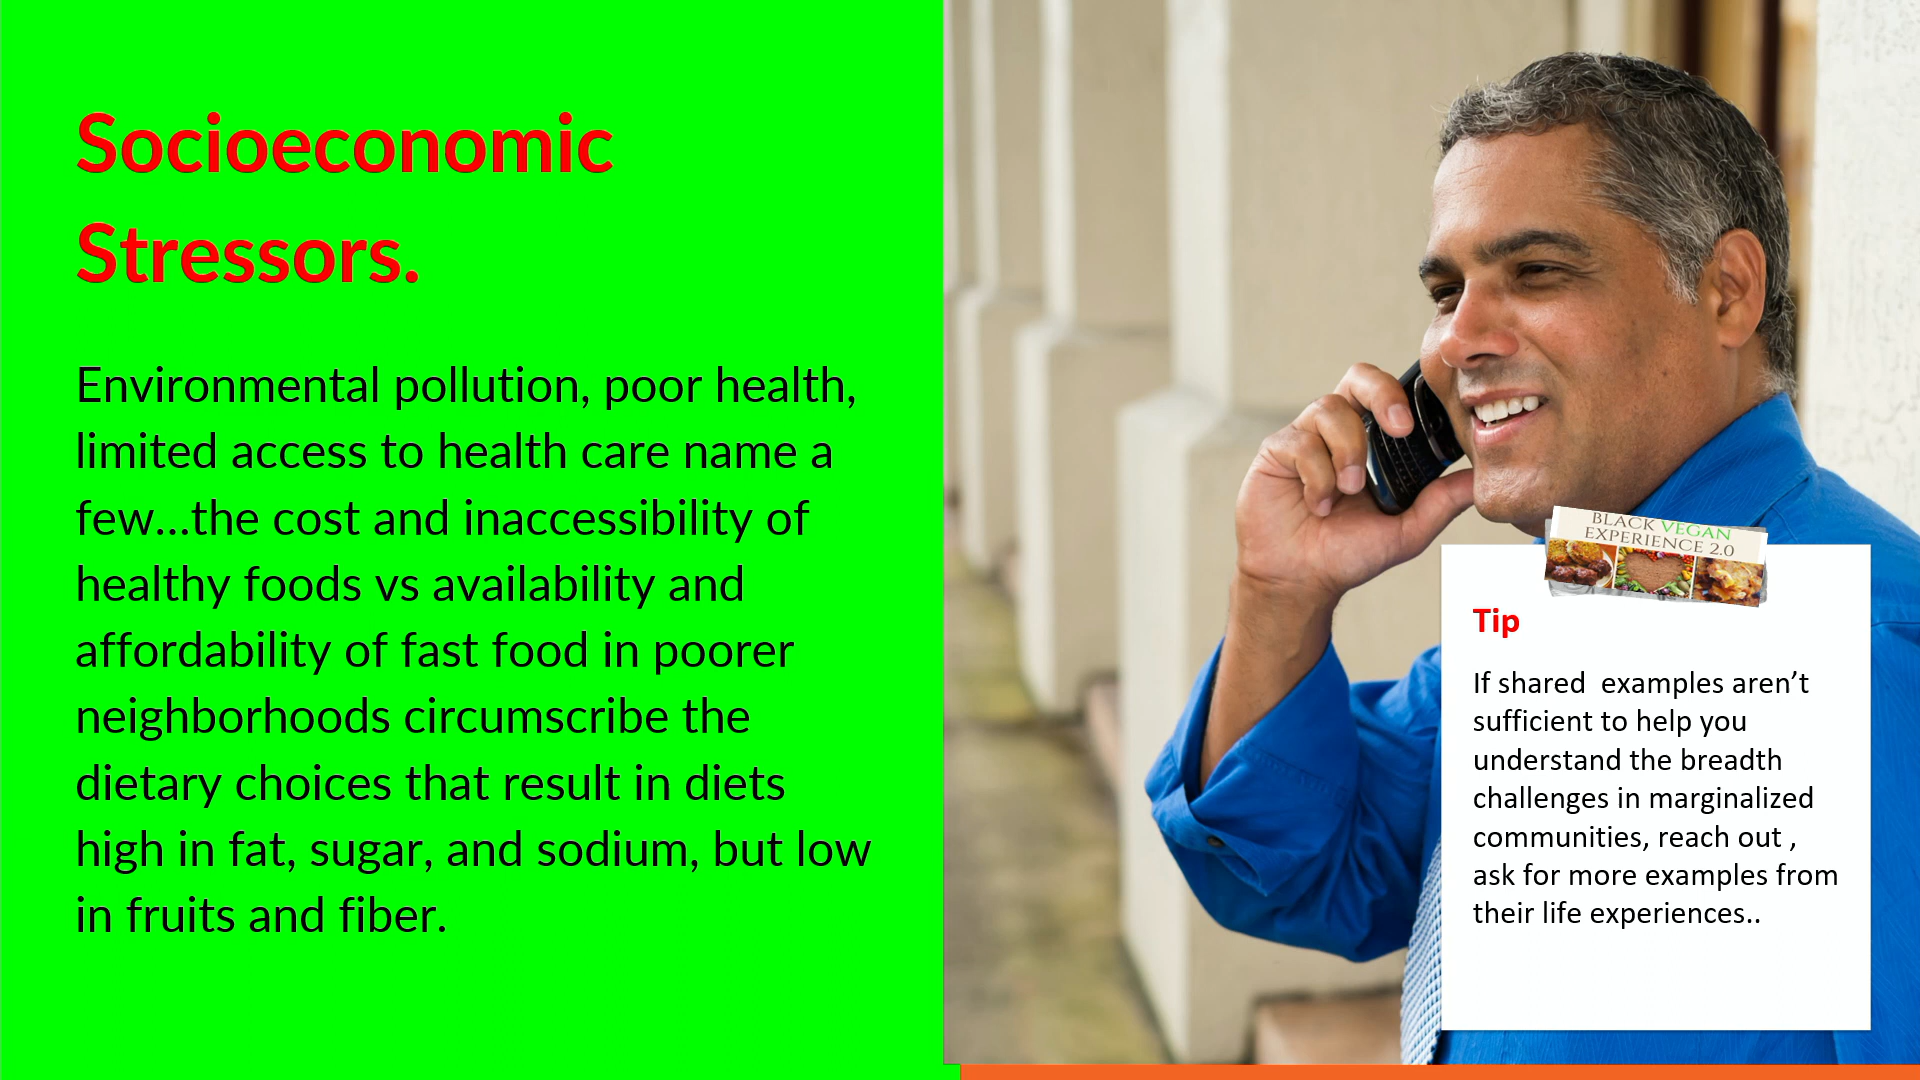 Socioeconomic
Stressors.
Environmental pollution, poor health,
limited access to health care name a
few...the cost and inaccessibility of
healthy foods vs availability and
affordability of fast food in poorer
neighborhoods circumscribe the
dietary choices that result in diets
high in fat, sugar, and sodium, but low
in fruits and fiber.
BLACK VEGAN
EXPERIENCE 2.0
Tip
If shared  examples aren’t
sufficient to help you
understand the breadth
challenges in marginalized
communities, reach out ,
ask for more examples from
their life experiences..